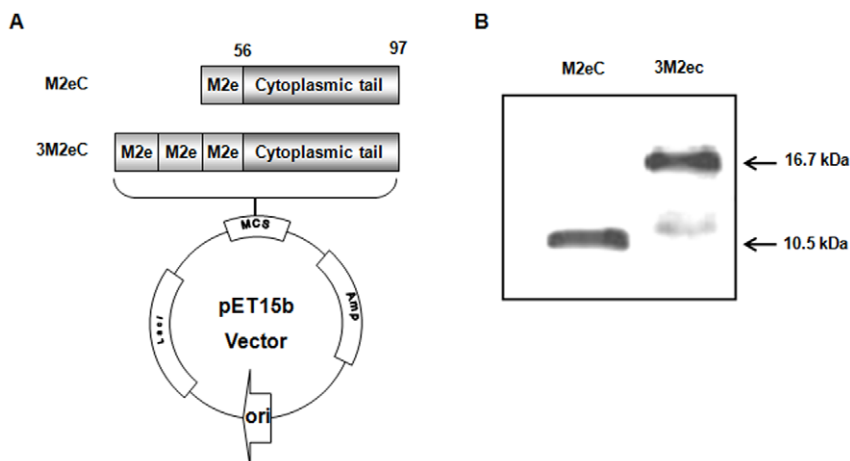 A
56 97
M2eC
M2e Cytoplasmic tail
3M2eC
M2e M2e M2e Cytoplasmic tail
MCS
LacI
Amp
pET15b
Vector
ori
B
M2eC 3M2ec
16.7 kDa
10.5 kDa